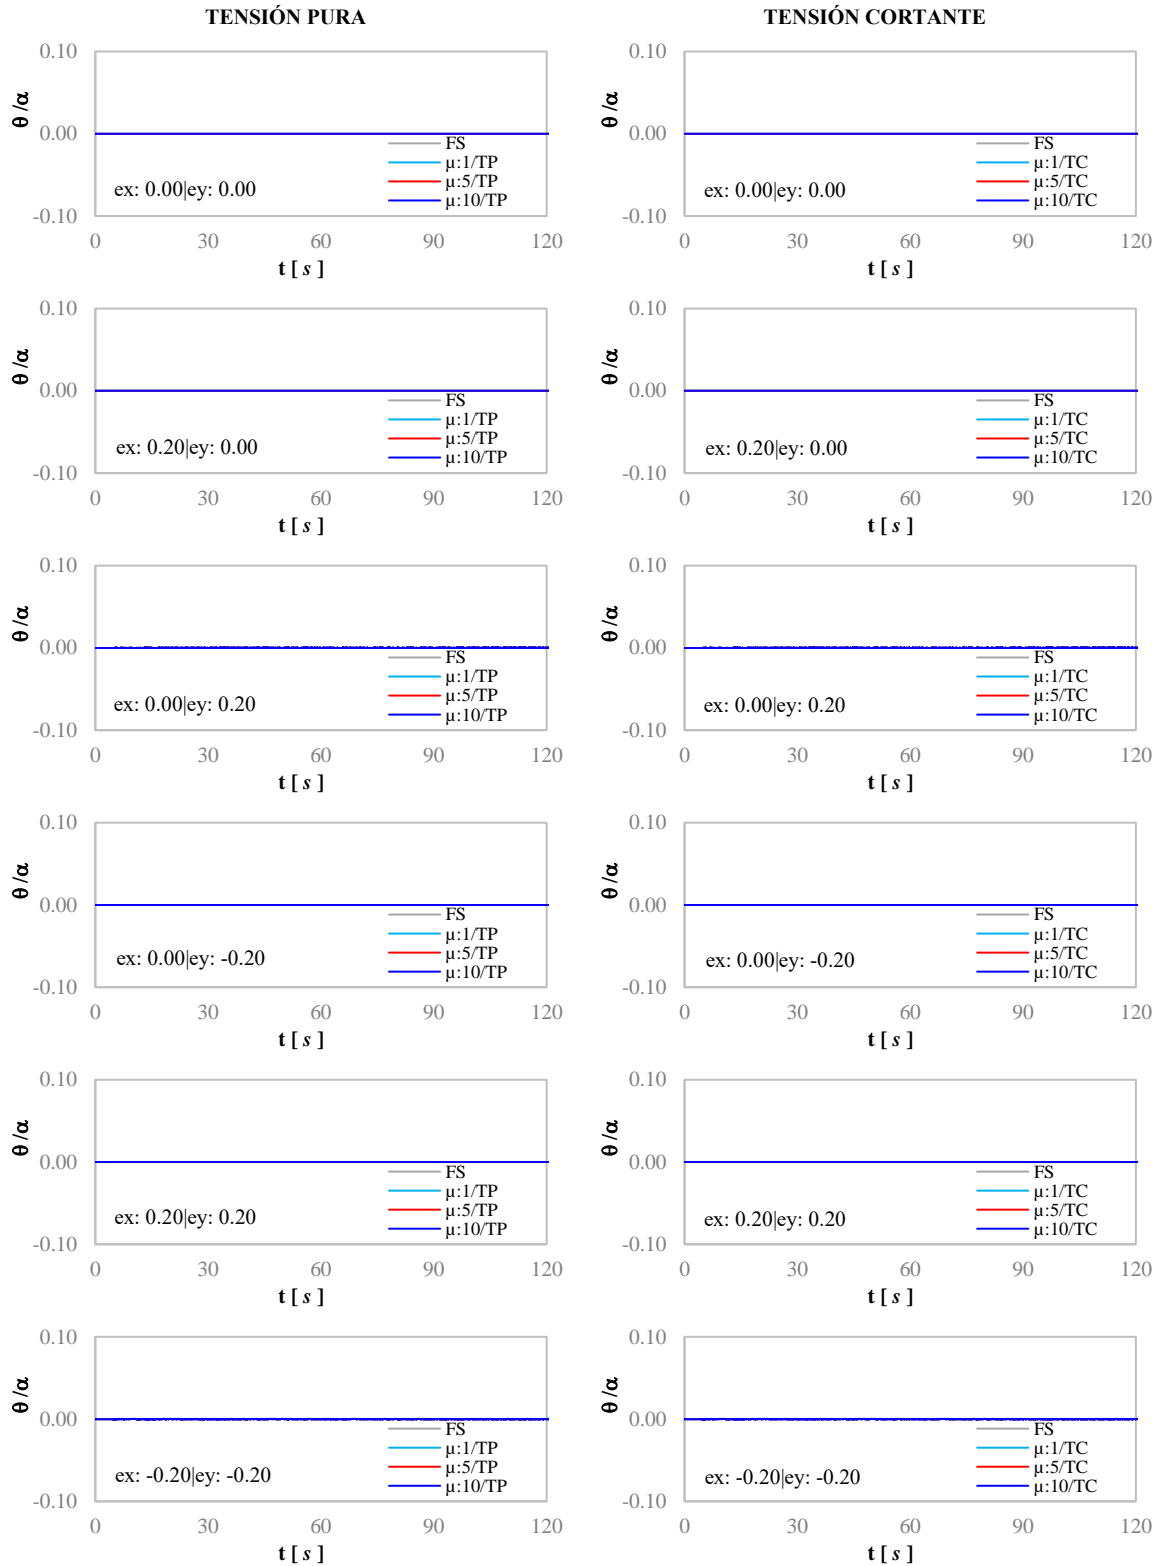 TENSIÓN PURA
TENSIÓN CORTANTE
0.10
θ/α
0.00
FS
μ:1/TP
μ:5/TP
μ:10/TP
ex: 0.00|ey: 0.00
-0.10
0 30 60 90 120
t [ s ]
0.10
θ/α
0.00
FS
μ:1/TC
μ:5/TC
μ:10/TC
ex: 0.00|ey: 0.00
-0.10
0 30 60 90 120
t [ s ]
0.10
θ/α
0.00
FS
μ:1/TP
μ:5/TP
μ:10/TP
ex: 0.20|ey: 0.00
-0.10
0 30 60 90 120
t [ s ]
0.10
θ/α
0.00
FS
μ:1/TC
μ:5/TC
μ:10/TC
ex: 0.20|ey: 0.00
-0.10
0 30 60 90 120
t [ s ]
0.10
θ/α
0.00
FS
μ:1/TP
μ:5/TP
μ:10/TP
ex: 0.00|ey: 0.20
-0.10
0 30 60 90 120
t [ s ]
0.10
θ/α
0.00
FS
μ:1/TC
μ:5/TC
μ:10/TC
ex: 0.00|ey: 0.20
-0.10
0 30 60 90 120
t [ s ]
0.10
θ/α
0.00
FS
μ:1/TP
μ:5/TP
μ:10/TP
ex: 0.00|ey: -0.20
-0.10
0 30 60 90 120
t [ s ]
0.10
θ/α
0.00
FS
μ:1/TC
μ:5/TC
μ:10/TC
ex: 0.00|ey: -0.20
-0.10
0 30 60 90 120
t [ s ]
0.10
θ/α
0.00
FS
μ:1/TP
μ:5/TP
μ:10/TP
ex: 0.20|ey: 0.20
-0.10
0 30 60 90 120
t [ s ]
0.10
θ/α
0.00
FS
μ:1/TC
μ:5/TC
μ:10/TC
ex: 0.20|ey: 0.20
-0.10
0 30 60 90 120
t [ s ]
0.10
θ/α
0.00
FS
μ:1/TP
μ:5/TP
μ:10/TP
ex: -0.20|ey: -0.20
-0.10
0 30 60 90 120
t [ s ]
0.10
θ/α
0.00
FS
μ:1/TC
μ:5/TC
μ:10/TC
ex: -0.20|ey: -0.20
-0.10
0 30 60 90 120
t [ s ]